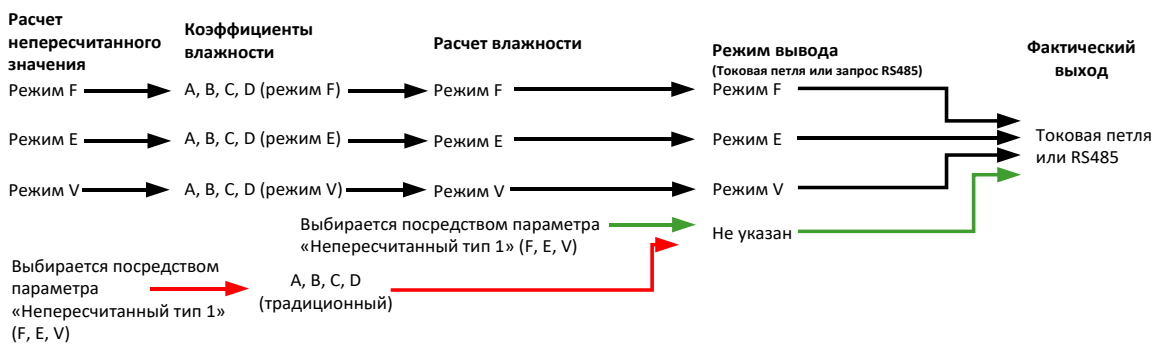 Расчет
непересчитанного
значения
Коэффициенты
влажности
Расчет влажности
Режим вывода
(Токовая петля или запрос RS485)
Фактический
выход
Режим F
A, B, C, D (режим F)
Режим F
Режим F
Режим E
A, B, C, D (режим E)
Режим E
Режим E
Токовая петля
или RS485
Режим V
A, B, C, D (режим V)
Режим V
Режим V
Выбирается посредством параметра
«Непересчитанный тип 1» (F, E, V)
Не указан
Выбирается посредством
параметра
«Непересчитанный тип 1»
(F, E, V)
A, B, C, D
(традиционный)